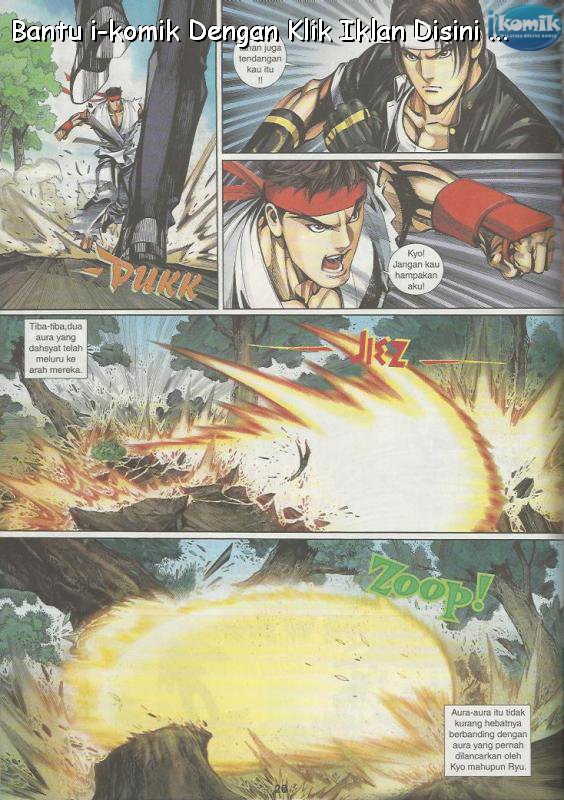 Bantu i-komik Dengan Klik Iklan Disini ...
komik
juga
tendangan
kau itu
!!
DUKK
Kyo!
Jangan kau
hampakan
aku!
Tiba-tiba,dua
aura yang
dahsyat telah
meluru ke
arah mereka.
JIEZ
Zoop!
Aura-aura itu tidak
kurang hebatnya
berbanding dengan
aura yang pernah
dilancarkan oleh
Kyo mahupun Ryu.